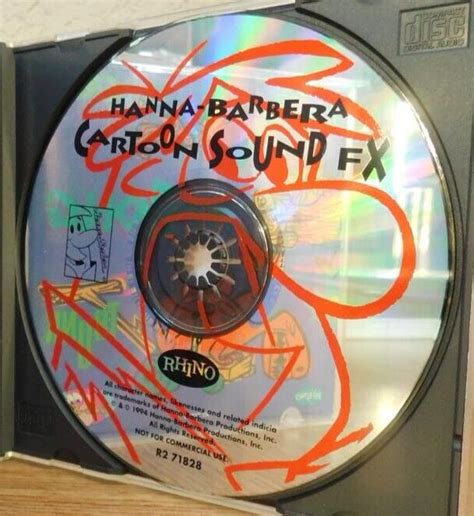 COMPACT
disc
DIGITAL AUDIO
HANNA-BARBERA
CARTOON SOUND FX
RHINO
All character names, likenesses and related indicia
are trademarks of Hanna-Barbera Productions, Inc.
© & ℗ 1994 Hanna-Barbera Productions, Inc.
All Rights Reserved.
NOT FOR COMMERCIAL USE.
R2 71828